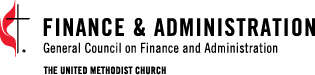 FINANCE & ADMINISTRATION
General Council on Finance and Administration
THE UNITED METHODIST CHURCH